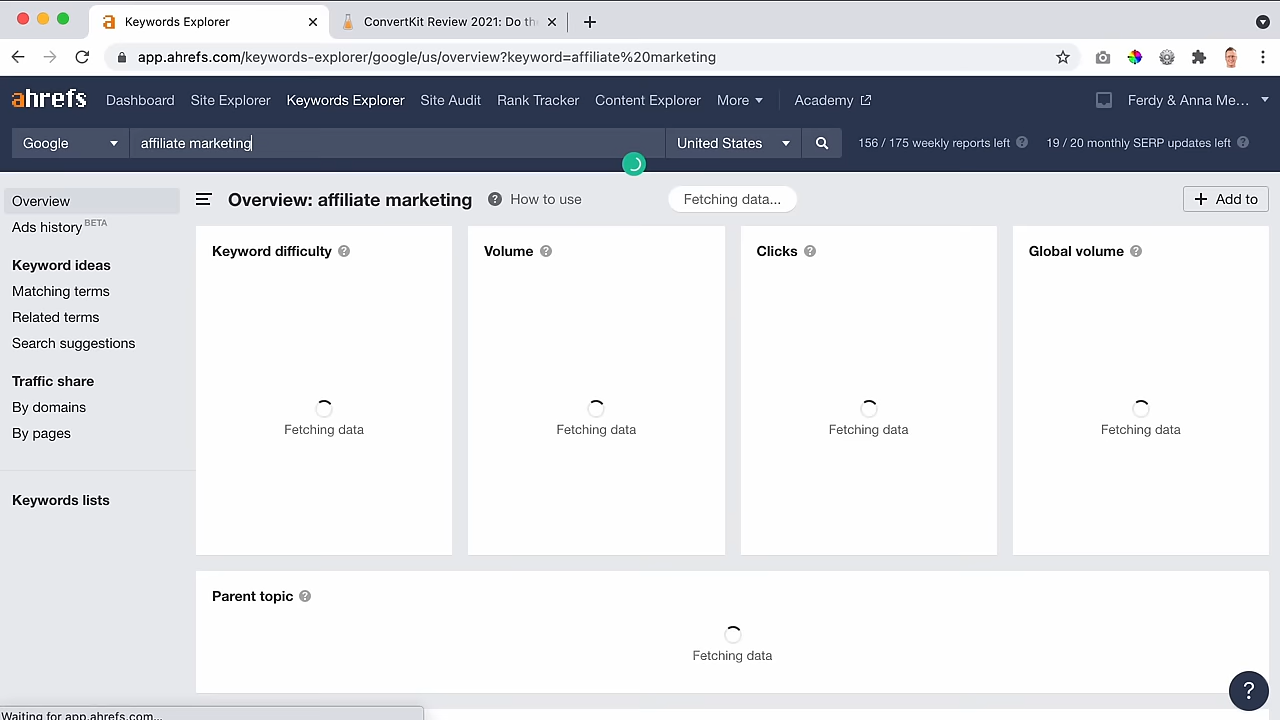 Keywords Explorer
ConvertKit Review 2021: Do th
app.ahrefs.com/keywords-explorer/google/us/overview?keyword=affiliate%20marketing
ahrefs Dashboard Site Explorer Keywords Explorer Site Audit Rank Tracker Content Explorer More Academy Ferdy & Anna Me...
Google affiliate marketing United States 156 / 175 weekly reports left ? 19 / 20 monthly SERP updates left ?
Overview
Ads history BETA
Keyword ideas
Matching terms
Related terms
Search suggestions
Traffic share
By domains
By pages
Keywords lists
Overview: affiliate marketing ? How to use Fetching data... + Add to
Keyword difficulty ?
Fetching data
Volume ?
Fetching data
Clicks ?
Fetching data
Global volume ?
Fetching data
Parent topic ?
Fetching data
?
Waiting for app.ahrefs.com...